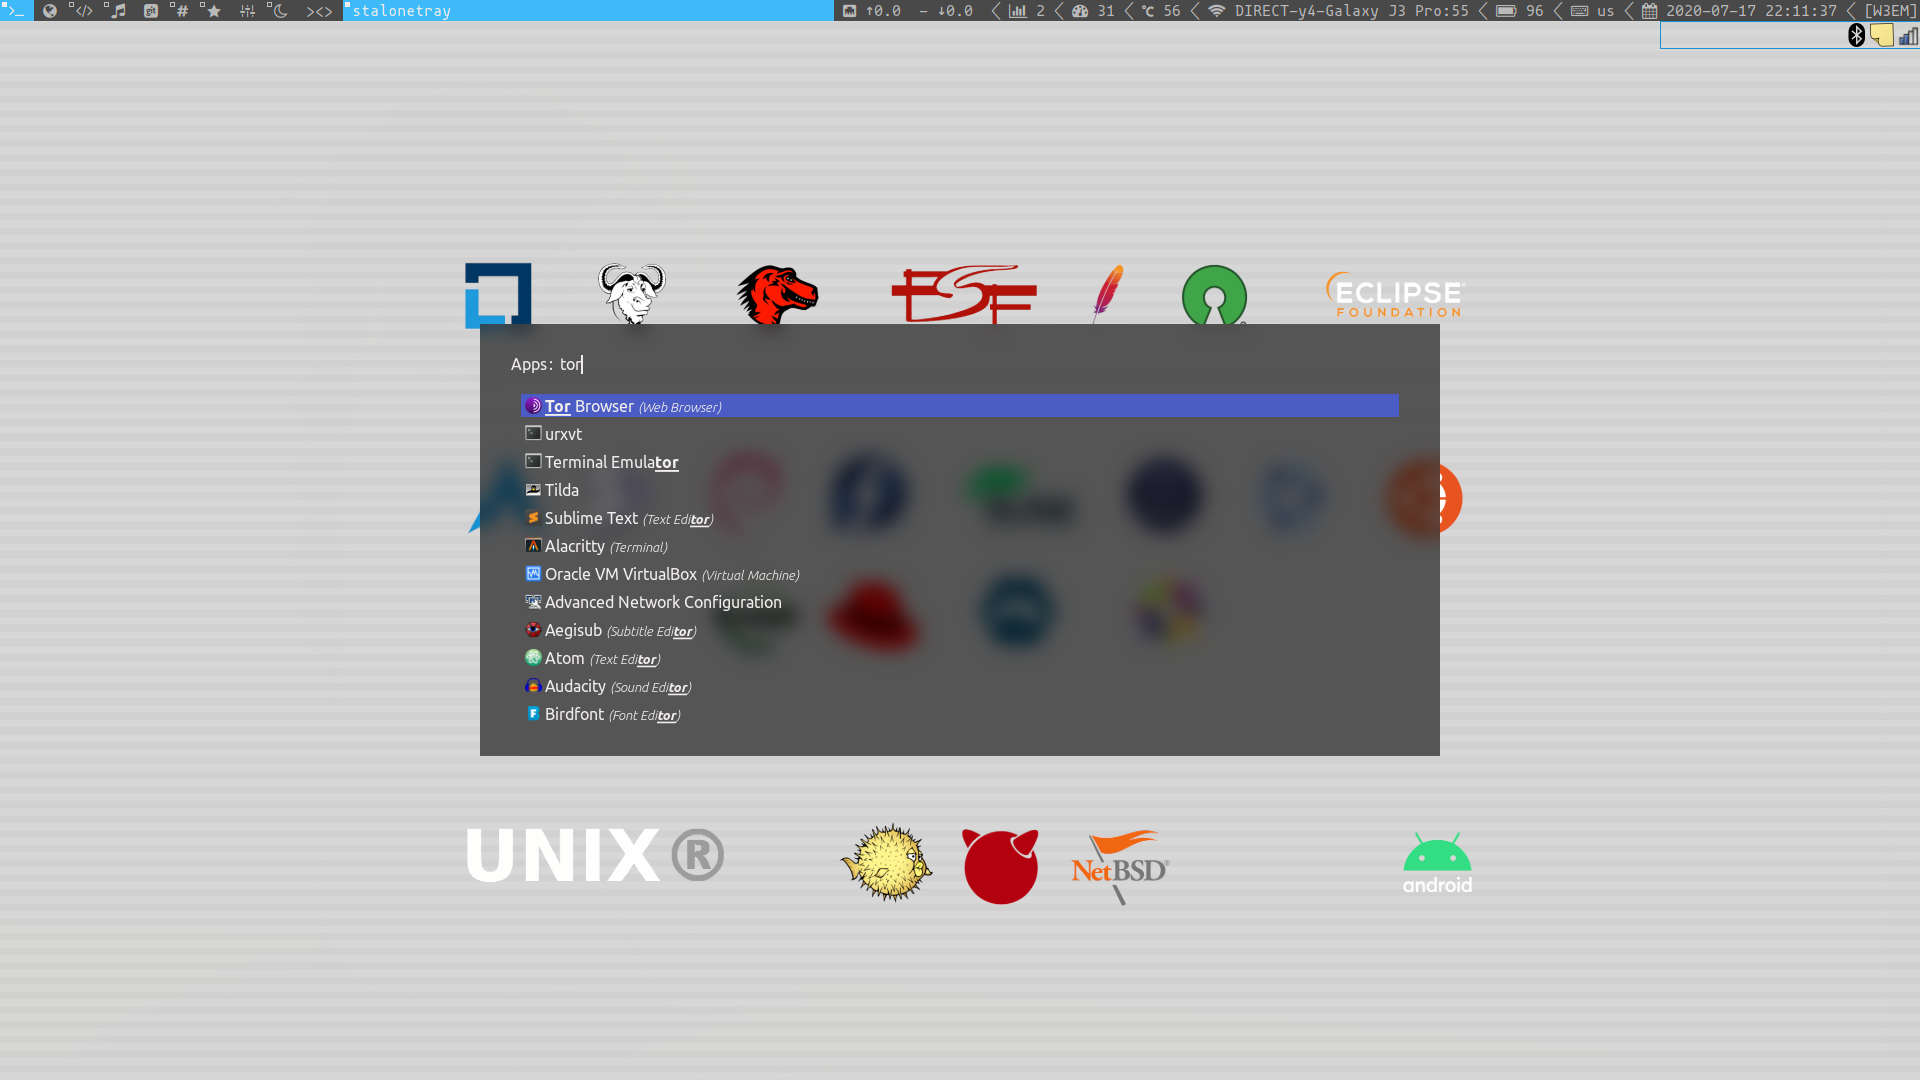 >_ </> git # ><> stalonetray ↑0.0 - ↓0.0 2 31 ℃ 56 DIRECT-y4-Galaxy J3 Pro:55 96 us 2020-07-17 22:11:37 [W3EM]
ECLIPSE
FOUNDATION
Apps: tor
Tor Browser (Web Browser)
urxvt
Terminal Emulator
Tilda
Sublime Text (Text Editor)
Alacritty (Terminal)
Oracle VM VirtualBox (Virtual Machine)
Advanced Network Configuration
Aegisub (Subtitle Editor)
Atom (Text Editor)
Audacity (Sound Editor)
Birdfont (Font Editor)
UNIX®
NetBSD®
android